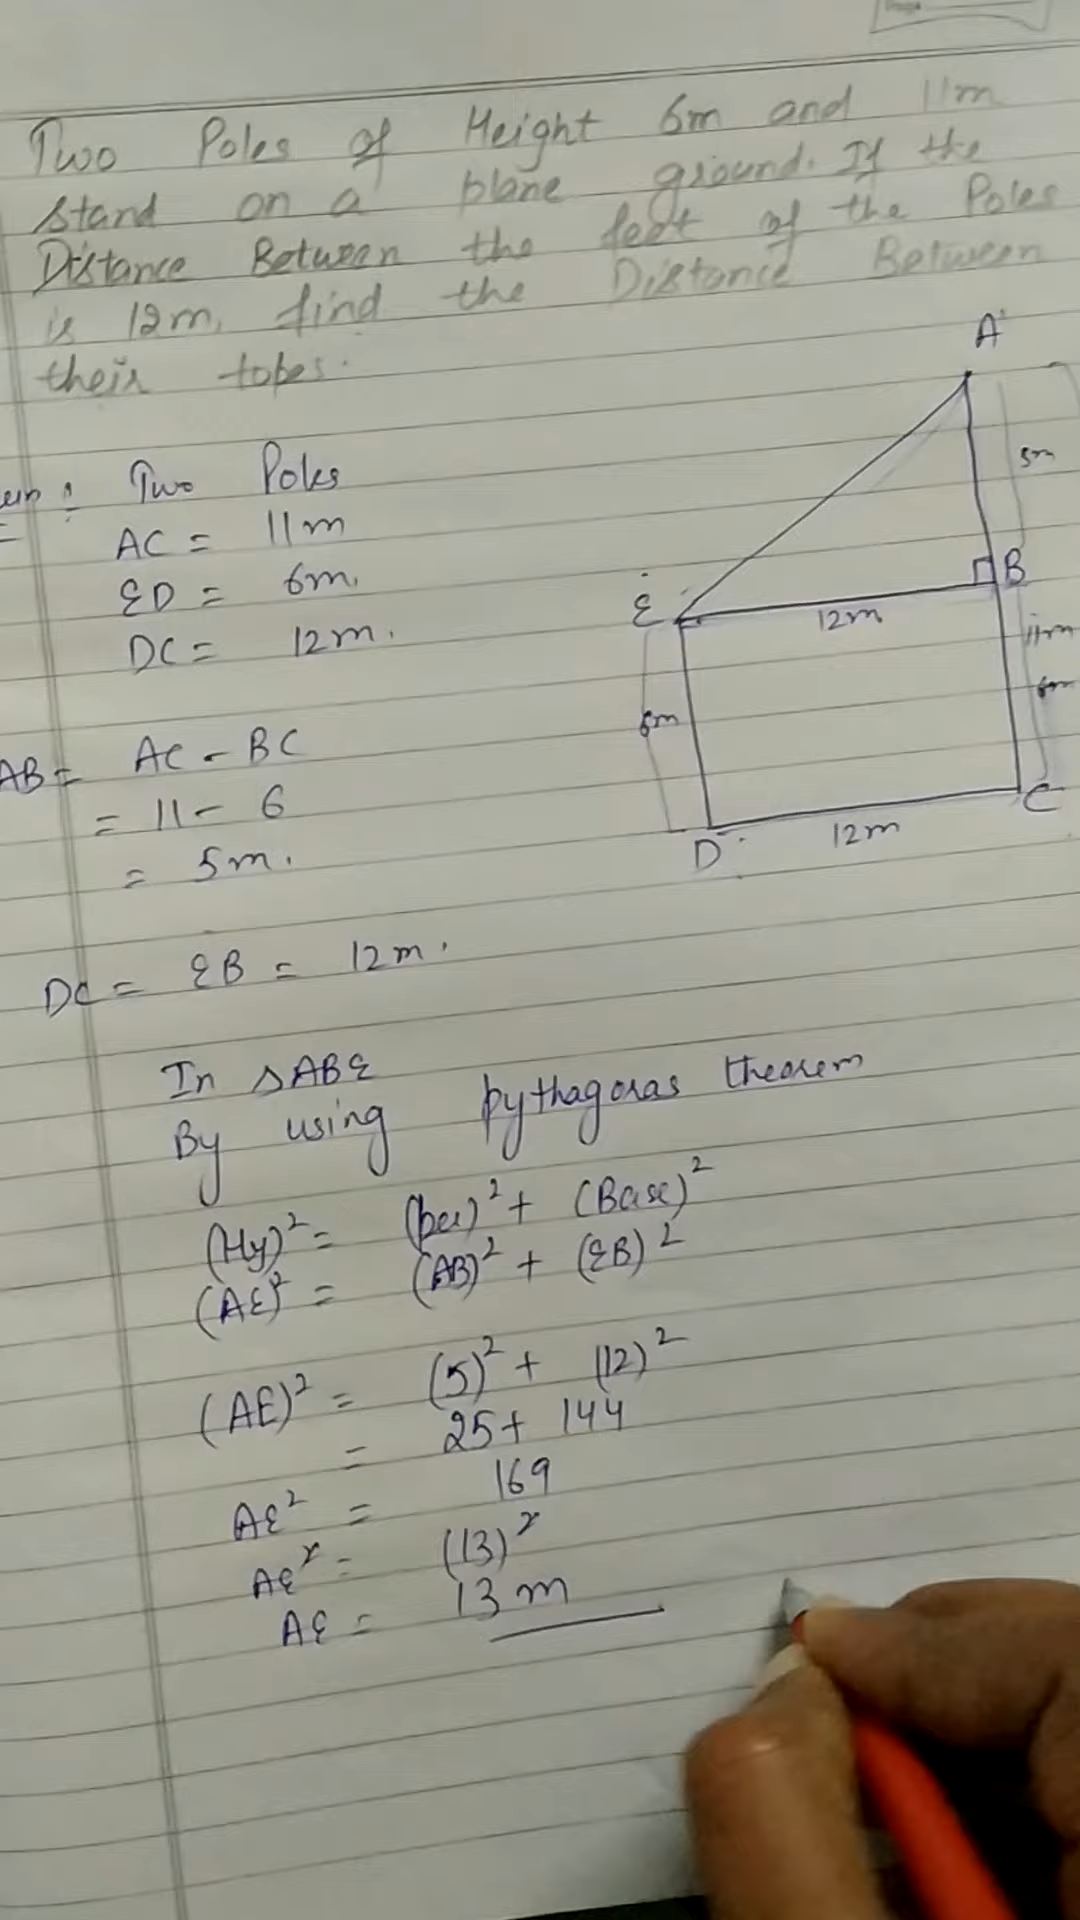 Two Poles of Height 6m and 11m
stand on a plane ground. If the
Distance Between the feet of the Poles
is 12m, find the Distance Between
their topes.
Two Poles
AC = 11m
ED = 6m.
DC = 12m.
AB = AC - BC
= 11 - 6
= 5m.
DC = EB = 12m.
A
5m
B
E
12m
11m
6m
6m
C
D
12m
In △ABE
By using pythagoras theorem
(Hy)² = (per)² + (Base)²
(AE)² = (AB)² + (EB)²
(AE)² = (5)² + (12)²
= 25 + 144
AE² = 169
AE² = (13)²
AE = 13 m